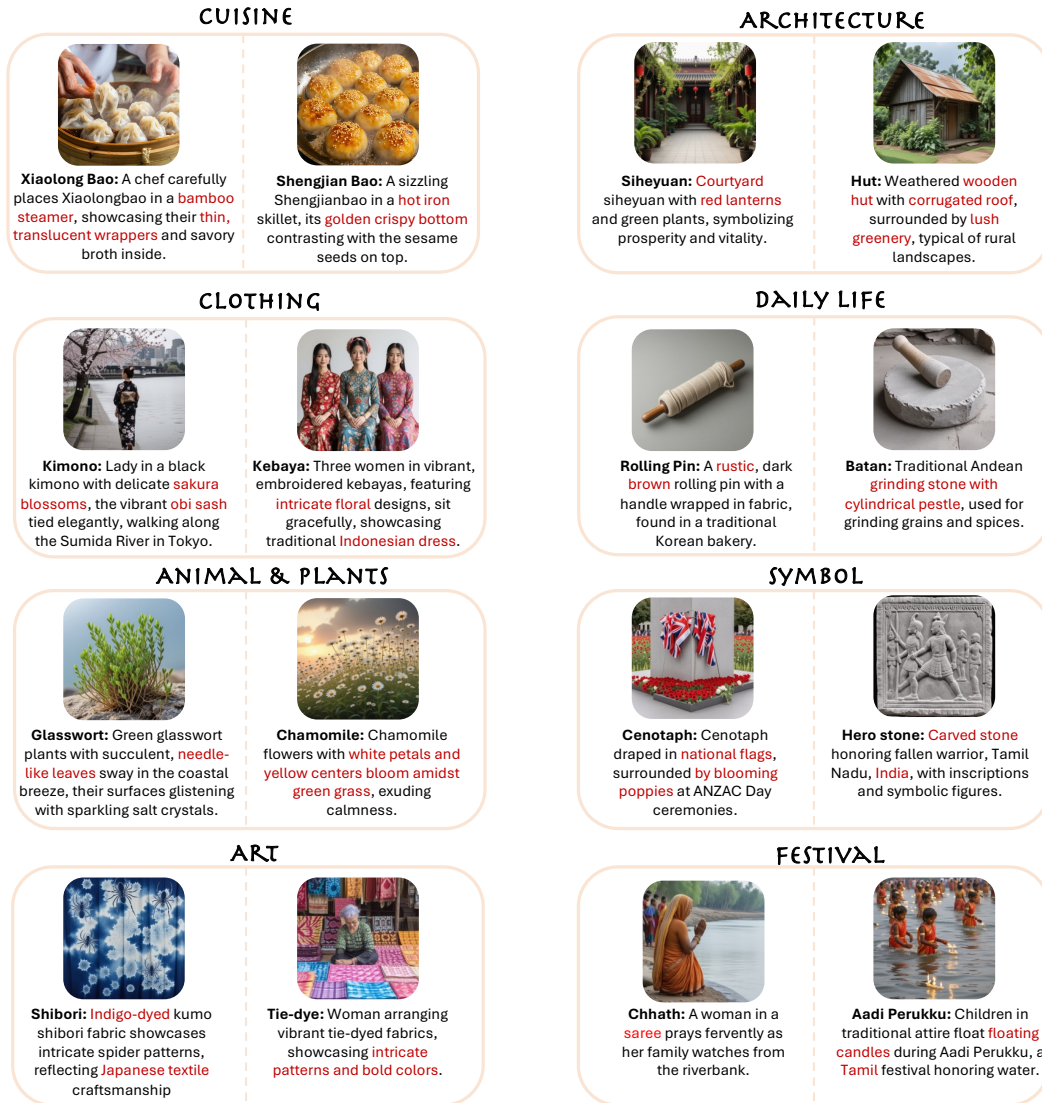 CUISINE
Xiaolong Bao: A chef carefully
places Xiaolongbao in a bamboo
steamer, showcasing their thin,
translucent wrappers and savory
broth inside.
Shengjian Bao: A sizzling
Shengjianbao in a hot iron
skillet, its golden crispy bottom
contrasting with the sesame
seeds on top.
ARCHITECTURE
Siheyuan: Courtyard
siheyuan with red lanterns
and green plants, symbolizing
prosperity and vitality.
Hut: Weathered wooden
hut with corrugated roof,
surrounded by lush
greenery, typical of rural
landscapes.
CLOTHING
Kimono: Lady in a black
kimono with delicate sakura
blossoms, the vibrant obi sash
tied elegantly, walking along
the Sumida River in Tokyo.
Kebaya: Three women in vibrant,
embroidered kebayas, featuring
intricate floral designs, sit
gracefully, showcasing
traditional Indonesian dress.
DAILY LIFE
Rolling Pin: A rustic, dark
brown rolling pin with a
handle wrapped in fabric,
found in a traditional
Korean bakery.
Batan: Traditional Andean
grinding stone with
cylindrical pestle, used for
grinding grains and spices.
ANIMAL & PLANTS
Glasswort: Green glasswort
plants with succulent, needle-
like leaves sway in the coastal
breeze, their surfaces glistening
with sparkling salt crystals.
Chamomile: Chamomile
flowers with white petals and
yellow centers bloom amidst
green grass, exuding
calmness.
SYMBOL
Cenotaph: Cenotaph
draped in national flags,
surrounded by blooming
poppies at ANZAC Day
ceremonies.
Hero stone: Carved stone
honoring fallen warrior, Tamil
Nadu, India, with inscriptions
and symbolic figures.
ART
Shibori: Indigo-dyed kumo
shibori fabric showcases
intricate spider patterns,
reflecting Japanese textile
craftsmanship
Tie-dye: Woman arranging
vibrant tie-dyed fabrics,
showcasing intricate
patterns and bold colors.
FESTIVAL
Chhath: A woman in a
saree prays fervently as
her family watches from
the riverbank.
Aadi Perukku: Children in
traditional attire float floating
candles during Aadi Perukku, a
Tamil festival honoring water.